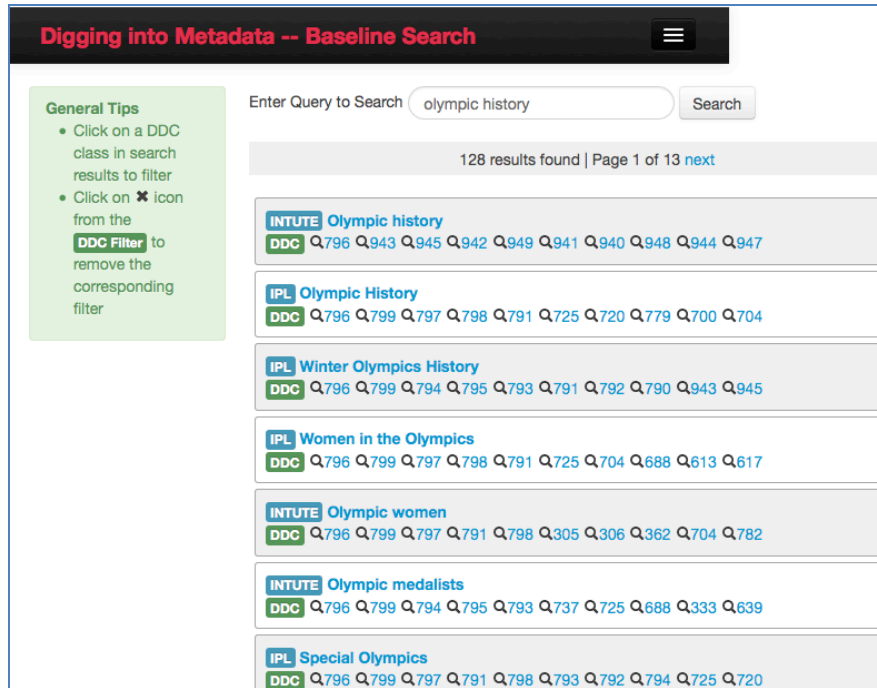 Digging into Metadata -- Baseline Search
General Tips
• Click on a DDC
class in search
results to filter
• Click on ✖ icon
from the
DDC Filter to
remove the
corresponding
filter
Enter Query to Search olympic history Search
128 results found | Page 1 of 13 next
INTUTE Olympic history
DDC 796 943 945 942 949 941 940 948 944 947
IPL Olympic History
DDC 796 799 797 798 791 725 720 779 700 704
IPL Winter Olympics History
DDC 796 799 794 795 793 791 792 790 943 945
IPL Women in the Olympics
DDC 796 799 797 798 791 725 704 688 613 617
INTUTE Olympic women
DDC 796 799 797 791 798 305 306 362 704 782
INTUTE Olympic medalists
DDC 796 799 794 795 793 737 725 688 333 639
IPL Special Olympics
DDC 796 799 797 791 798 793 792 794 725 720